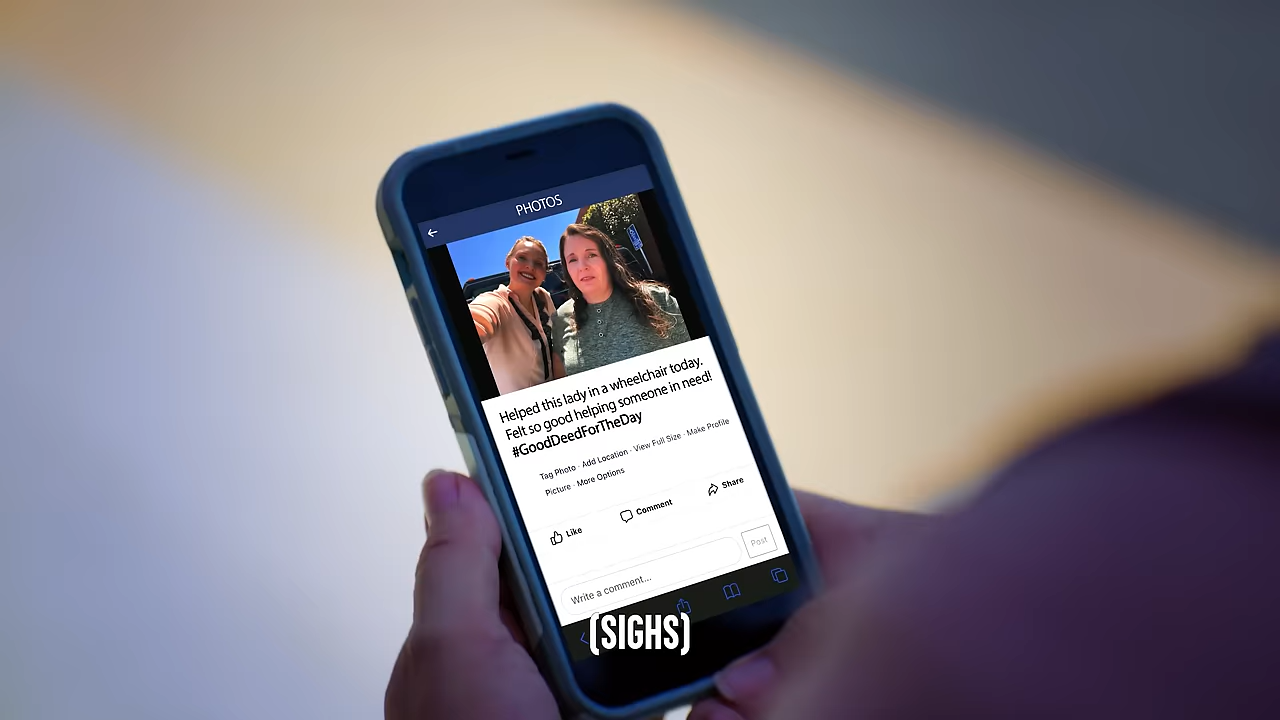 PHOTOS
Helped this lady in a wheelchair today.
Felt so good helping someone in need!
#GoodDeedForTheDay
Tag Photo · Add Location · View Full Size · Make Profile
Picture · More Options
Like
Comment
Share
Write a comment...
Post
(SIGHS)